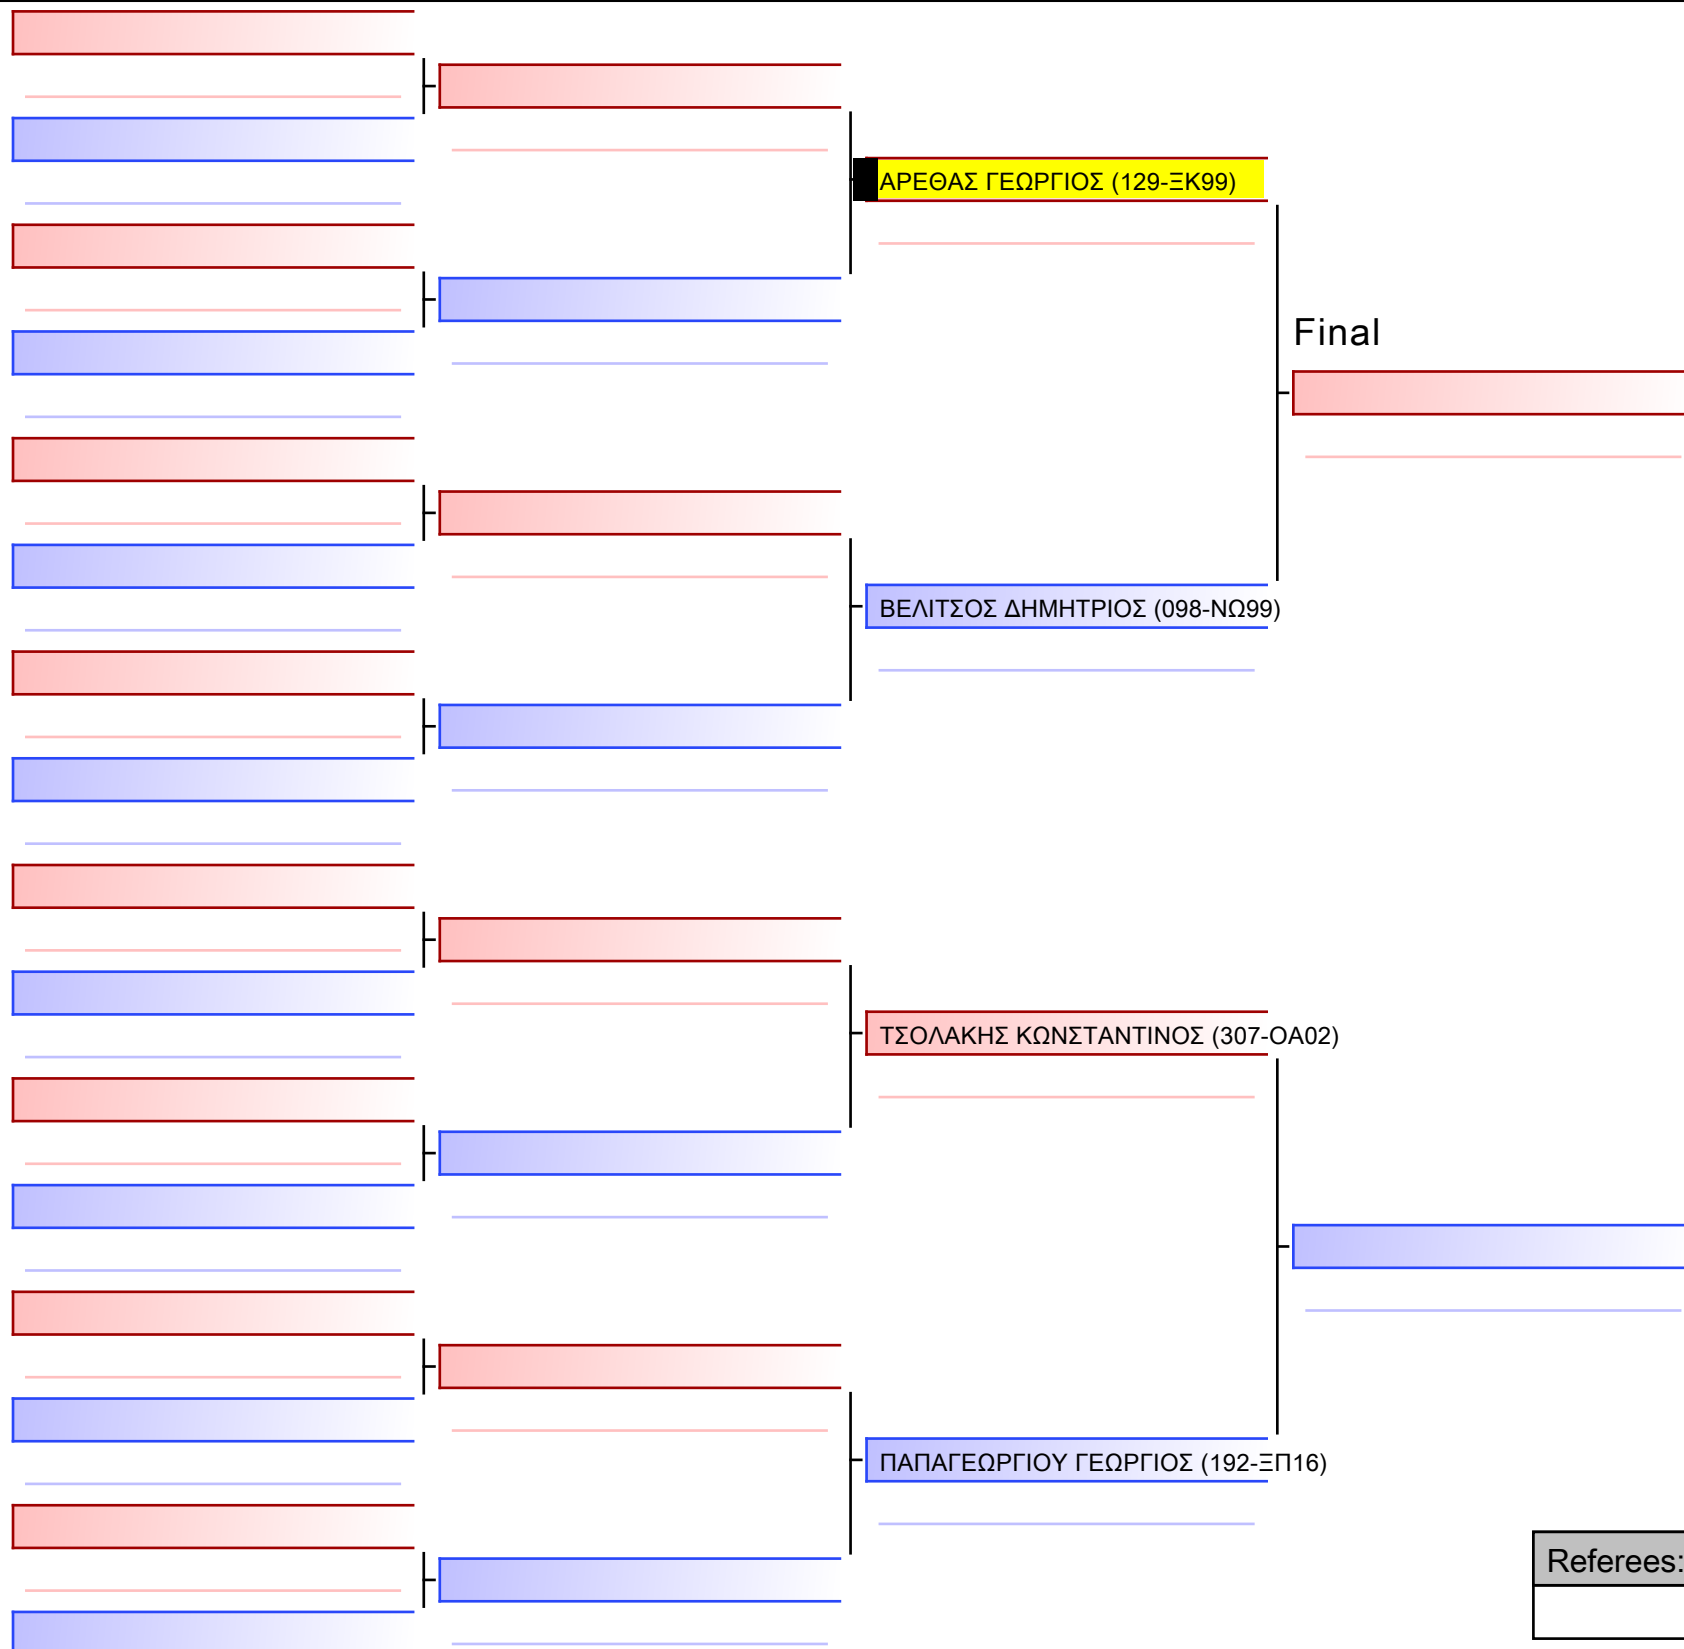 ΑΡΕΘΑΣ ΓΕΩΡΓΙΟΣ (129-ΞΚ99)
Final
ΒΕΛΙΤΣΟΣ ΔΗΜΗΤΡΙΟΣ (098-ΝΩ99)
ΤΣΟΛΑΚΗΣ ΚΩΝΣΤΑΝΤΙΝΟΣ (307-ΟΑ02)
ΠΑΠΑΓΕΩΡΓΙΟΥ ΓΕΩΡΓΙΟΣ (192-ΞΠ16)
Referees: